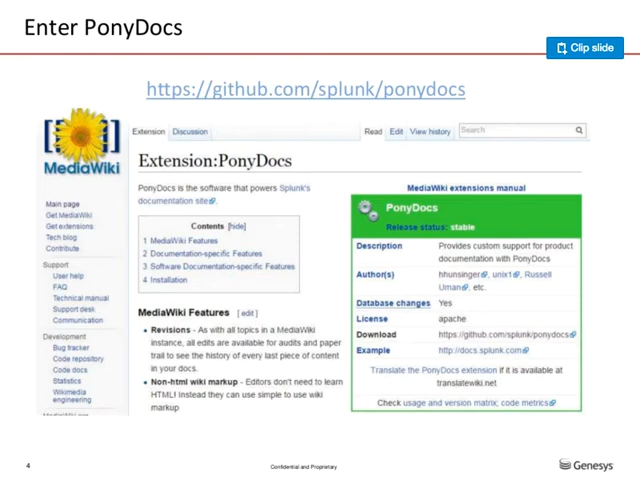 Enter PonyDocs
Clip slide
https://github.com/splunk/ponydocs
MediaWiki
Main page
Get MediaWiki
Get extensions
Tech blog
Contribute
Support
User help
FAQ
Technical manual
Support desk
Communication
Development
Bug tracker
Code repository
Code docs
Statistics
Wikimedia
engineering
MediaWiki.org
Extension Discussion
Read Edit View history Search
Extension:PonyDocs
PonyDocs is the software that powers Splunk's
documentation site.
Contents [hide]
1 MediaWiki Features
2 Documentation-specific Features
3 Software Documentation-specific Features
4 Installation
MediaWiki Features [ edit ]
• Revisions - As with all topics in a MediaWiki
instance, all edits are available for audits and paper
trail to see the history of every last piece of content
in your docs.
• Non-html wiki markup - Editors don't need to learn
HTML! Instead they can use simple to use wiki
markup
MediaWiki extensions manual
PonyDocs
Release status: stable
Description Provides custom support for product
documentation with PonyDocs
Author(s) hhunsinger, unix1, Russell
Uman, etc.
Database changes Yes
License apache
Download https://github.com/splunk/ponydocs
Example http://docs.splunk.com
Translate the PonyDocs extension if it is available at
translatewiki.net
Check usage and version matrix; code metrics
4
Confidential and Proprietary
Genesys